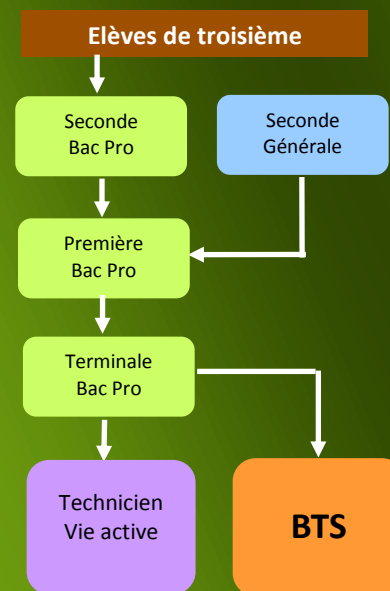 Elèves de troisième
Seconde
Bac Pro
Seconde
Générale
Première
Bac Pro
Terminale
Bac Pro
Technicien
Vie active
BTS